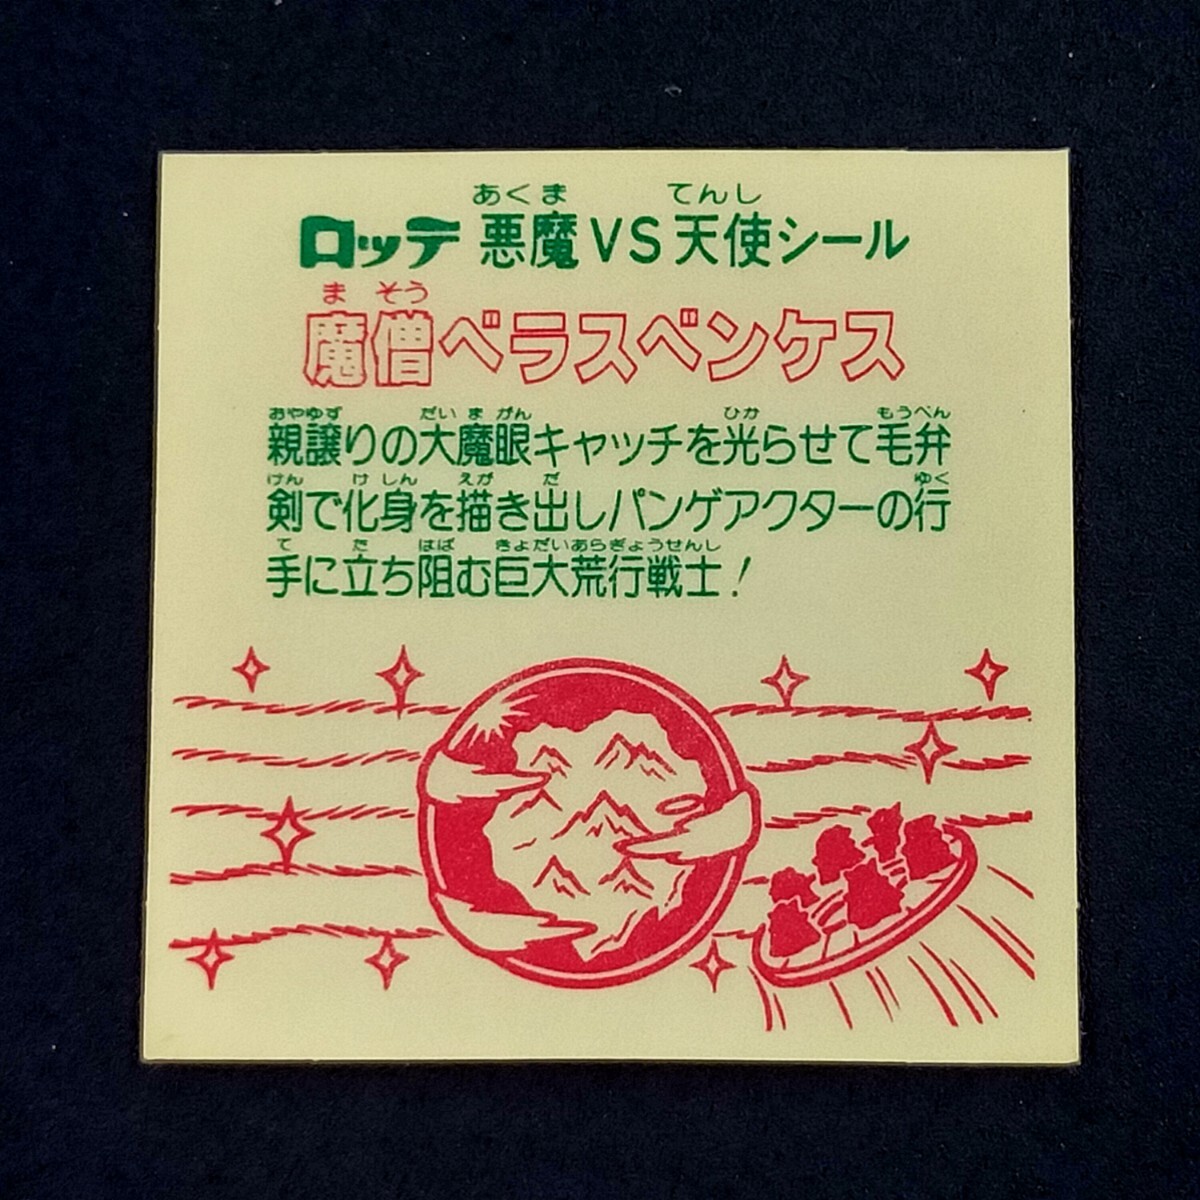 あくま てんし
ロッテ 悪魔VS天使シール
まそう
魔僧ベラスベンケス
おやゆず だいまがん ひか もうべん
親譲りの大魔眼キャッチを光らせて毛弁
けん けしん えが だ ゆく
剣で化身を描き出しパンゲアクターの行
て た はば きょだいあらぎょうせんし
手に立ち阻む巨大荒行戦士!